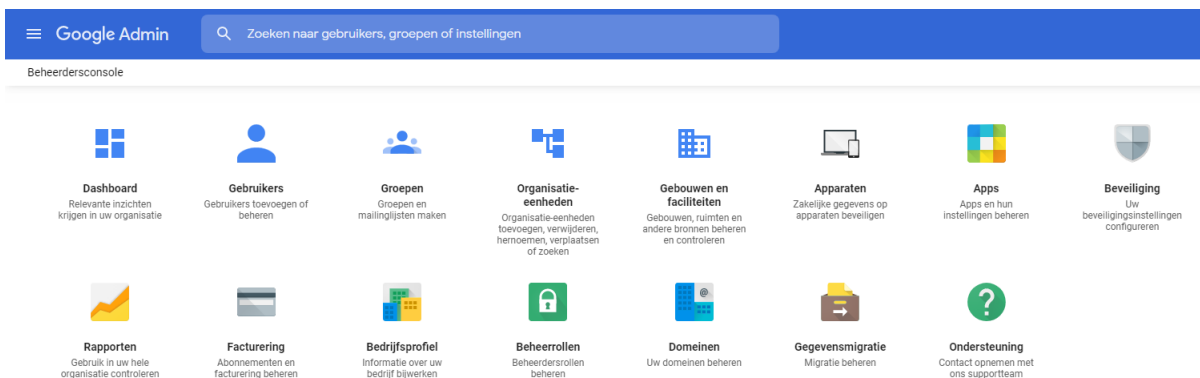 Google Admin
Zoeken naar gebruikers, groepen of instellingen
Beheerdersconsole
Dashboard
Relevante inzichten
krijgen in uw organisatie
Gebruikers
Gebruikers toevoegen of
beheren
Groepen
Groepen en
mailinglijsten maken
Organisatie-
eenheden
Organisatie-eenheden
toevoegen, verwijderen,
hernoemen, verplaatsen
of zoeken
Gebouwen en
faciliteiten
Gebouwen, ruimten en
andere bronnen beheren
en controleren
Apparaten
Zakelijke gegevens op
apparaten beveiligen
Apps
Apps en hun
instellingen beheren
Beveiliging
Uw
beveiligingsinstellingen
configureren
Rapporten
Gebruik in uw hele
organisatie controleren
Facturering
Abonnementen en
facturering beheren
Bedrijfsprofiel
Informatie over uw
bedrijf bijwerken
Beheerrollen
Beheerdersrollen
beheren
@
Domeinen
Uw domeinen beheren
Gegevensmigratie
Migratie beheren
?
Ondersteuning
Contact opnemen met
ons supportteam